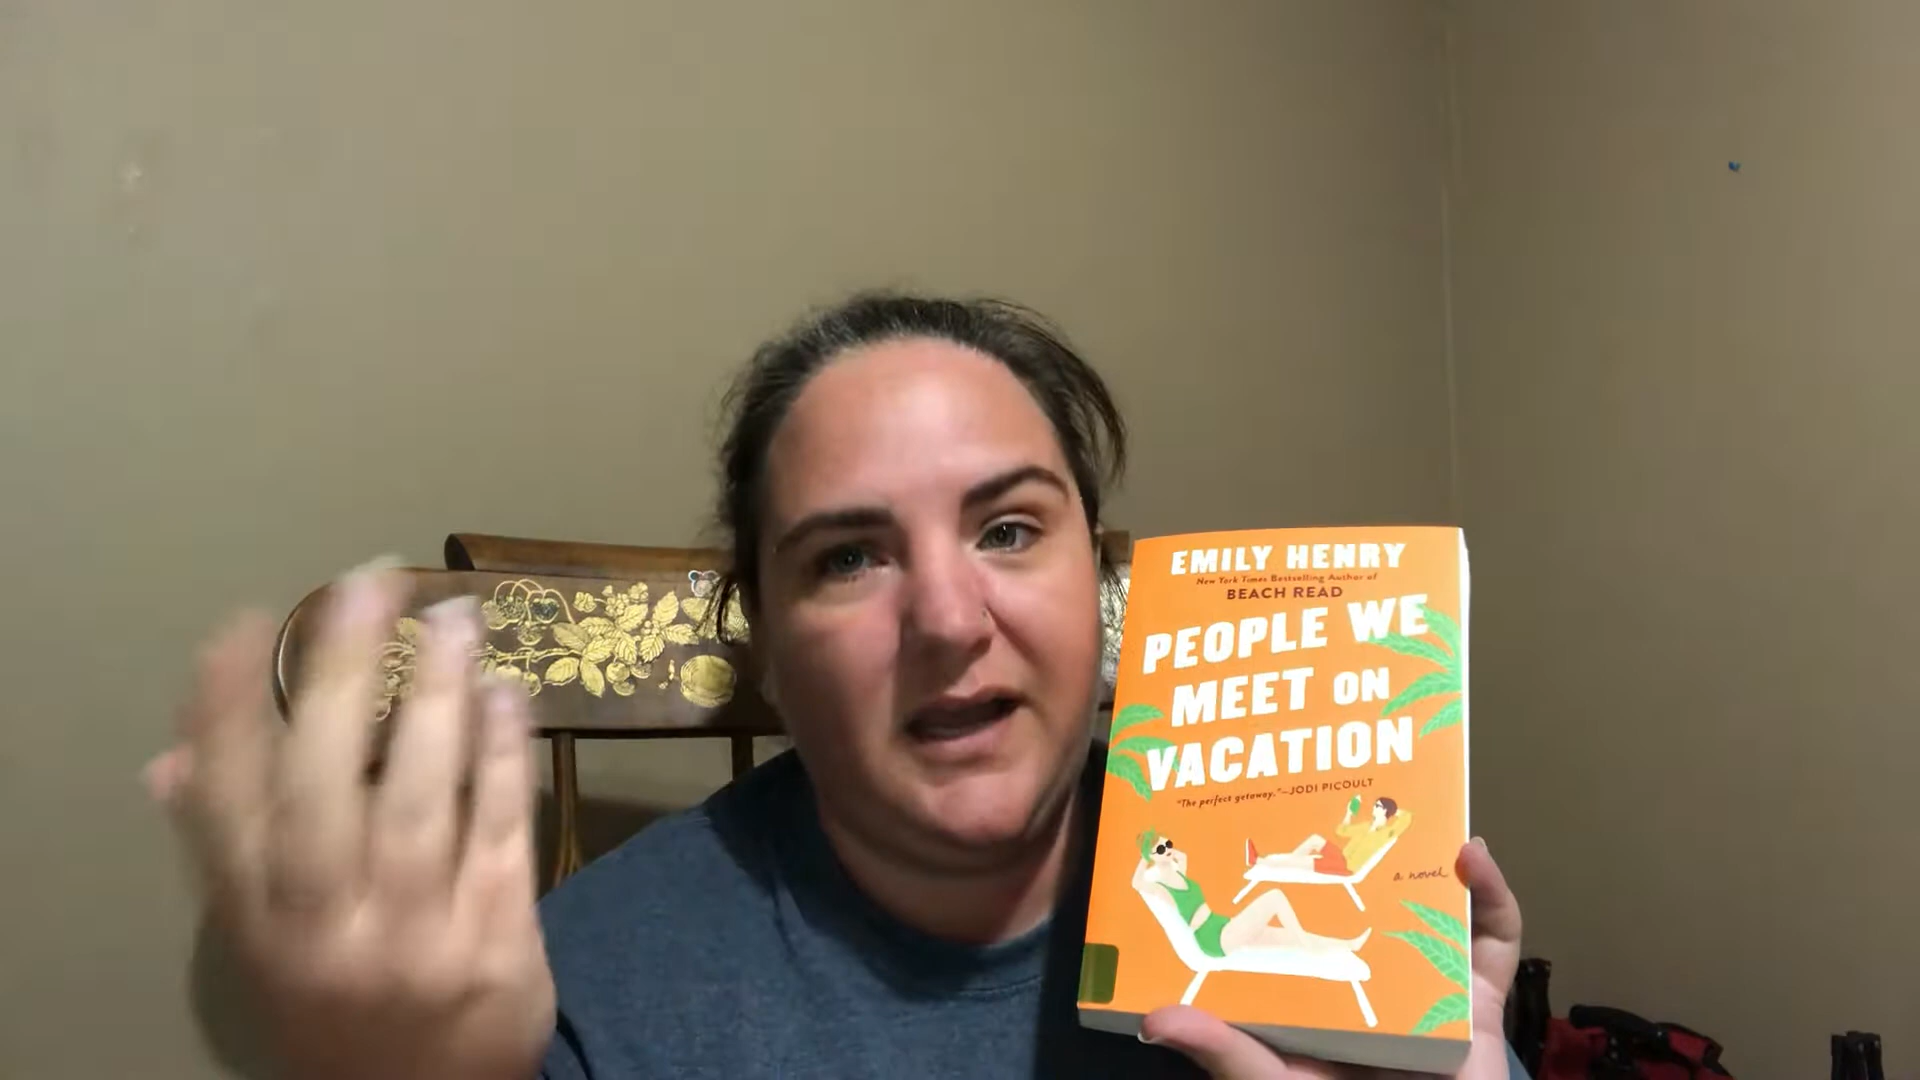 EMILY HENRY
New York Times Bestselling Author of
BEACH READ
PEOPLE WE
MEET ON
VACATION
"The perfect getaway."—JODI PICOULT
a novel